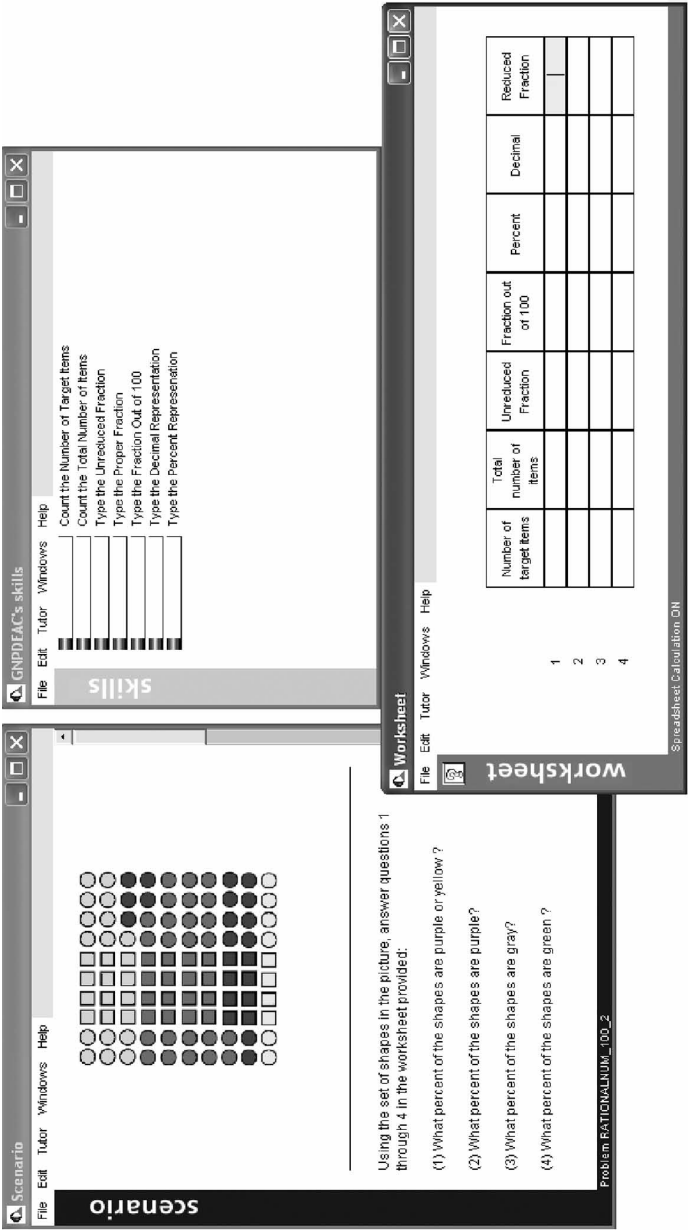 Scenario
File Edit Tutor Windows Help
scenario
Using the set of shapes in the picture, answer questions 1
through 4 in the worksheet provided:
(1) What percent of the shapes are purple or yellow ?
(2) What percent of the shapes are purple?
(3) What percent of the shapes are gray?
(4) What percent of the shapes are green ?
Problem RATIONALNUM_100_2
GNPDEAC's skills
File Edit Tutor Windows Help
skills
Count the Number of Target Items
Count the Total Number of Items
Type the Unreduced Fraction
Type the Proper Fraction
Type the Fraction Out of 100
Type the Decimal Representation
Type the Percent Represenation
Worksheet
File Edit Tutor Windows Help
worksheet
Number of
target items
Total
number of
items
Unreduced
Fraction
Fraction out
of 100
Percent
Decimal
Reduced
Fraction
1
2
3
4
Spreadsheet Calculation ON